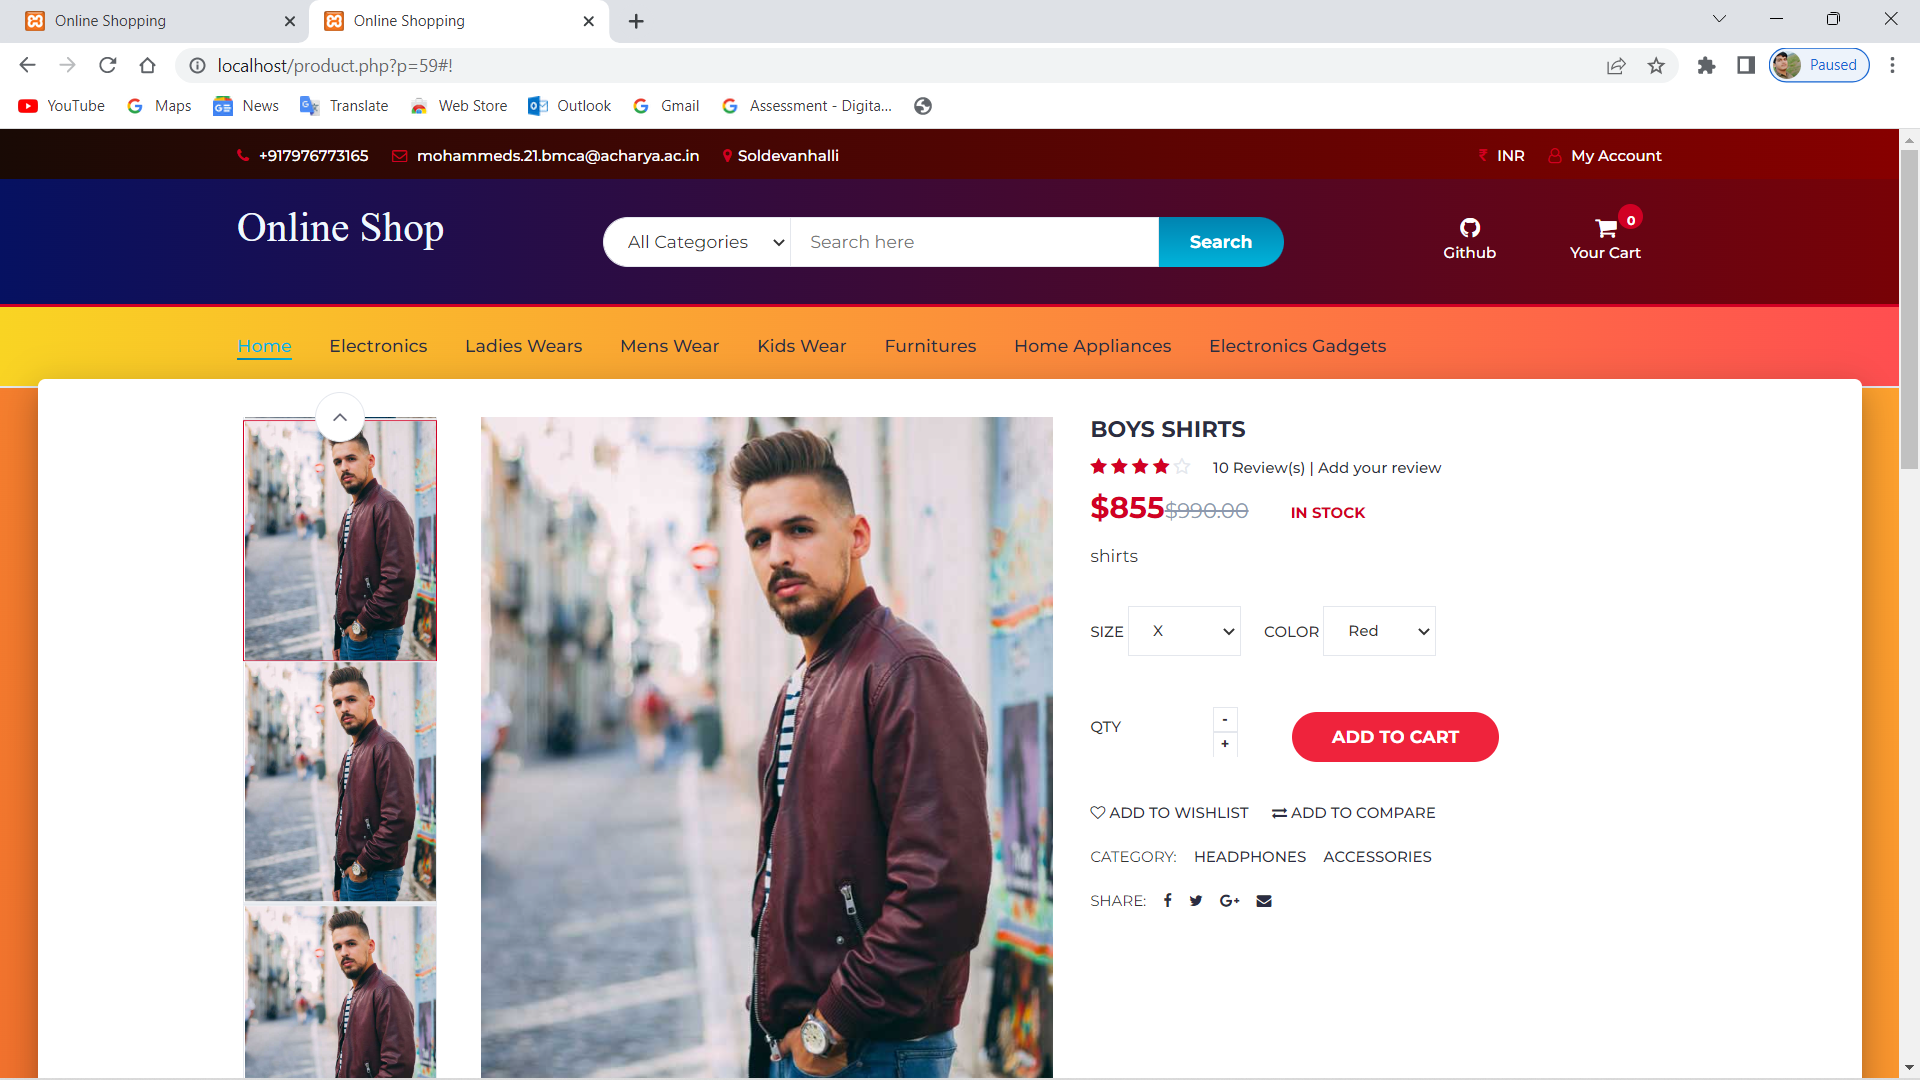 Online Shopping
Online Shopping
localhost/product.php?p=59#!
Paused
YouTube Maps News Translate Web Store Outlook Gmail Assessment - Digita...
+917976773165 mohammeds.21.bmca@acharya.ac.in Soldevanhalli INR My Account
Online Shop
All Categories Search here Search
Github
0
Your Cart
Home Electronics Ladies Wears Mens Wear Kids Wear Furnitures Home Appliances Electronics Gadgets
BOYS SHIRTS
10 Review(s) | Add your review
$855 $990.00 IN STOCK
shirts
SIZE X COLOR Red
QTY - + ADD TO CART
ADD TO WISHLIST ADD TO COMPARE
CATEGORY: HEADPHONES ACCESSORIES
SHARE: f G+